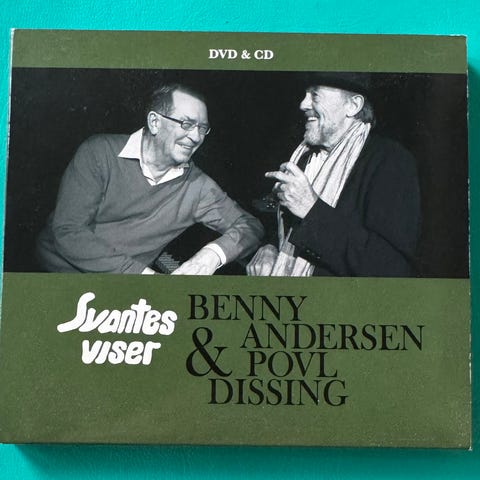 DVD & CD
Svantes
viser
BENNY
& ANDERSEN
POVL
DISSING